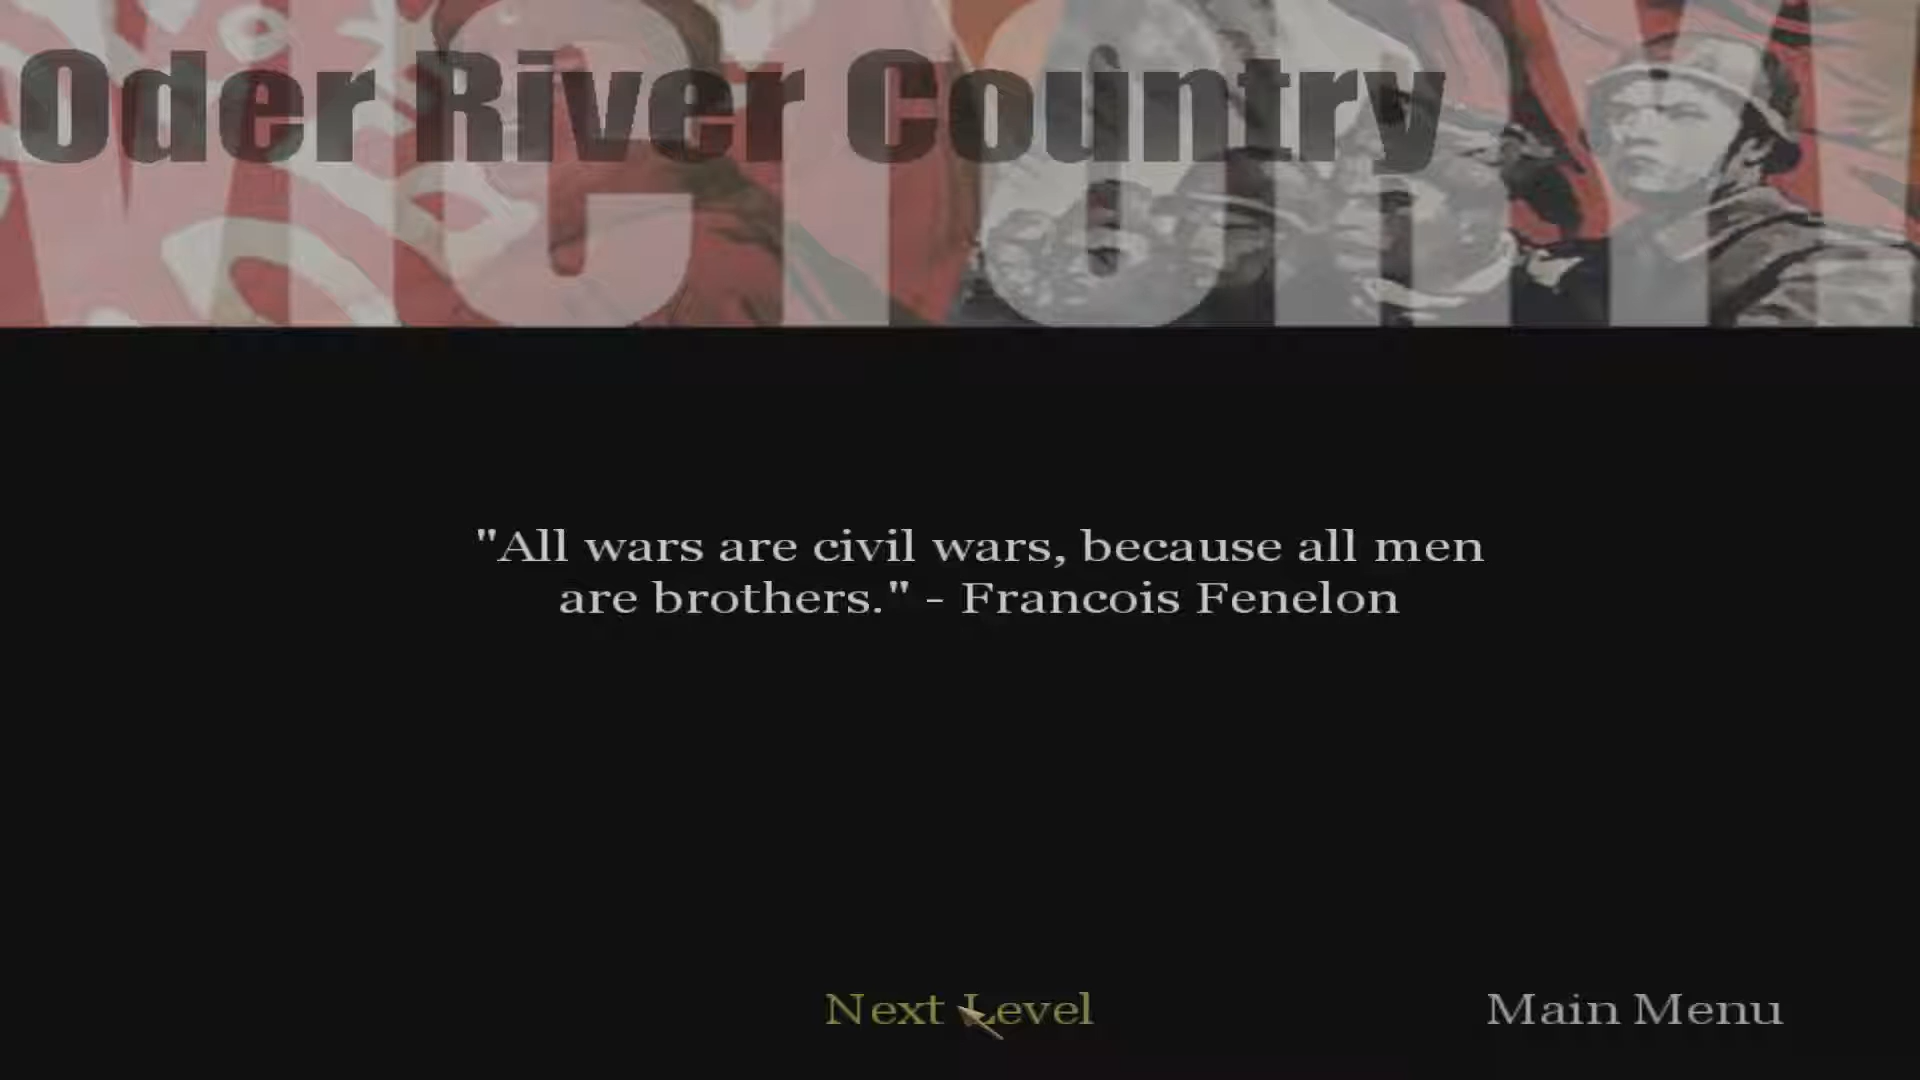 VICTORY
Oder River Country
"All wars are civil wars, because all men
are brothers." - Francois Fenelon
Next Level
Main Menu